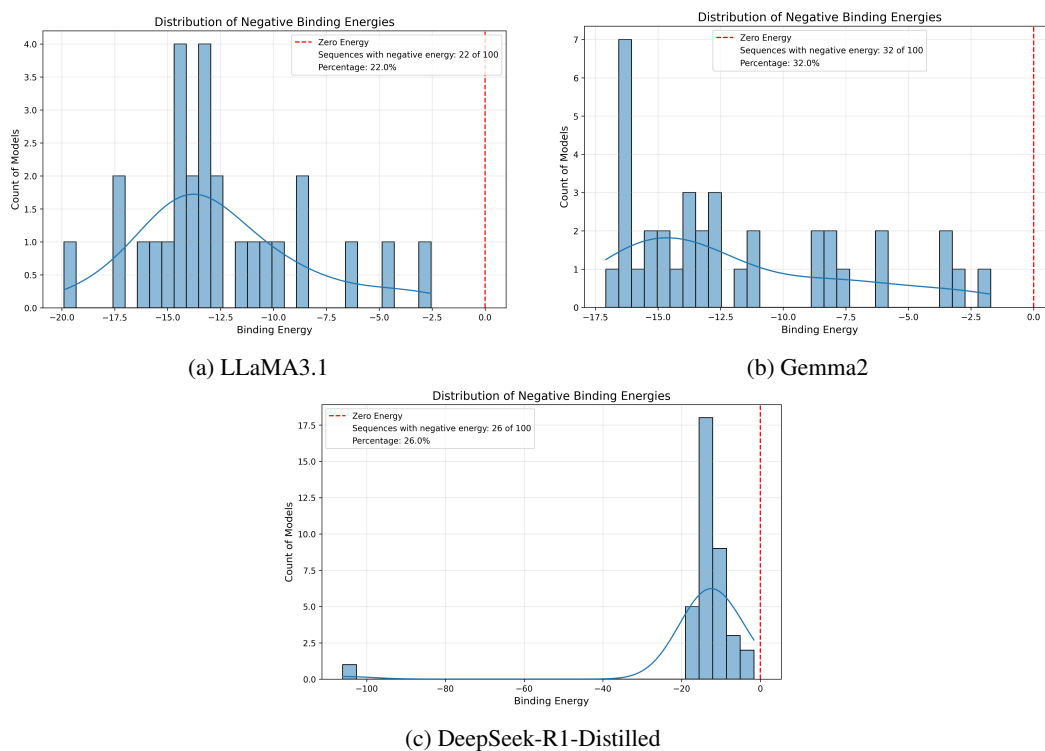 Distribution of Negative Binding Energies
Zero Energy
Sequences with negative energy: 22 of 100
Percentage: 22.0%
Count of Models
4.0
3.5
3.0
2.5
2.0
1.5
1.0
0.5
0.0
−20.0 −17.5 −15.0 −12.5 −10.0 −7.5 −5.0 −2.5 0.0
Binding Energy
(a) LLaMA3.1
Distribution of Negative Binding Energies
Zero Energy
Sequences with negative energy: 32 of 100
Percentage: 32.0%
Count of Models
7
6
5
4
3
2
1
0
−17.5 −15.0 −12.5 −10.0 −7.5 −5.0 −2.5 0.0
Binding Energy
(b) Gemma2
Distribution of Negative Binding Energies
Zero Energy
Sequences with negative energy: 26 of 100
Percentage: 26.0%
Count of Models
17.5
15.0
12.5
10.0
7.5
5.0
2.5
0.0
−100 −80 −60 −40 −20 0
Binding Energy
(c) DeepSeek-R1-Distilled